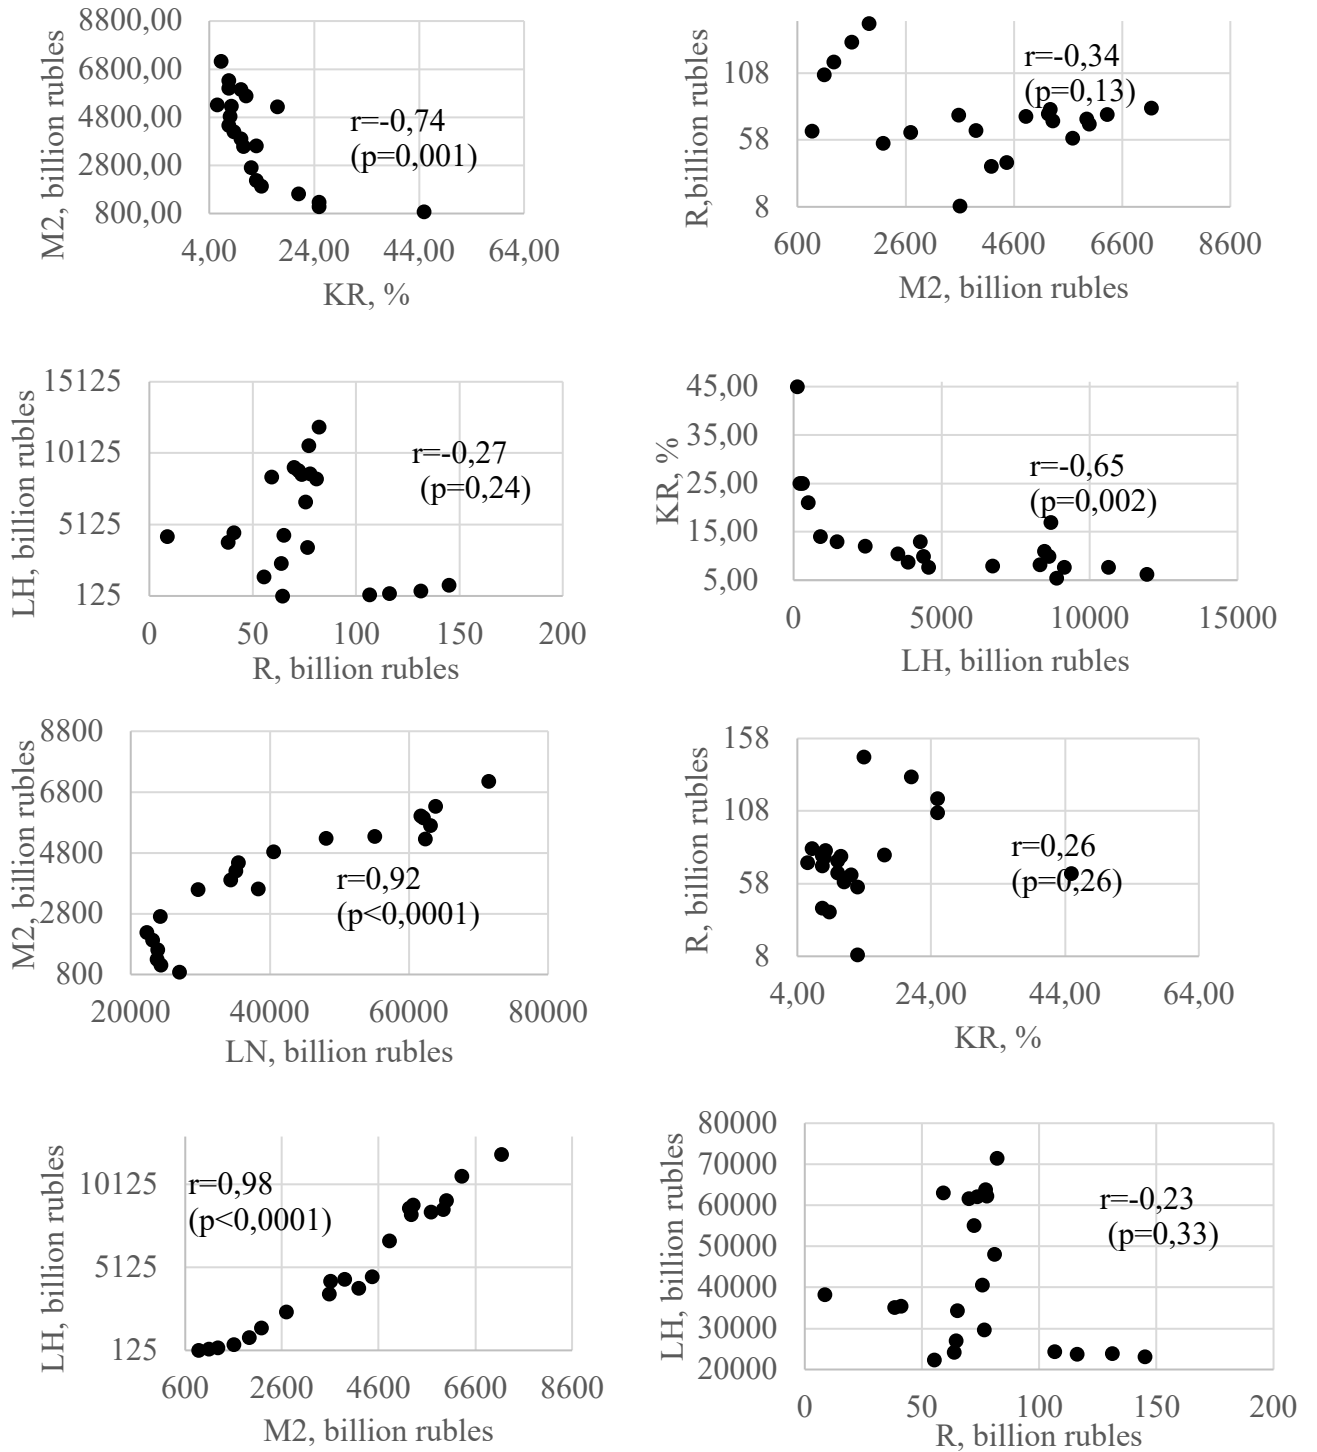 M2, billion rubles
8800,00
6800,00
4800,00
2800,00
800,00
r=-0,74
(p=0,001)
4,00 24,00 44,00 64,00
KR, %
R,billion rubles
108
58
8
r=-0,34
(p=0,13)
600 2600 4600 6600 8600
M2, billion rubles
LH, billion rubles
15125
10125
5125
125
r=-0,27
(p=0,24)
0 50 100 150 200
R, billion rubles
KR, %
45,00
35,00
25,00
15,00
5,00
r=-0,65
(p=0,002)
0 5000 10000 15000
LH, billion rubles
M2, billion rubles
8800
6800
4800
2800
800
r=0,92
(p<0,0001)
20000 40000 60000 80000
LN, billion rubles
R, billion rubles
158
108
58
8
r=0,26
(p=0,26)
4,00 24,00 44,00 64,00
KR, %
LH, billion rubles
10125
5125
125
r=0,98
(p<0,0001)
600 2600 4600 6600 8600
M2, billion rubles
LH, billion rubles
80000
70000
60000
50000
40000
30000
20000
r=-0,23
(p=0,33)
0 50 100 150 200
R, billion rubles